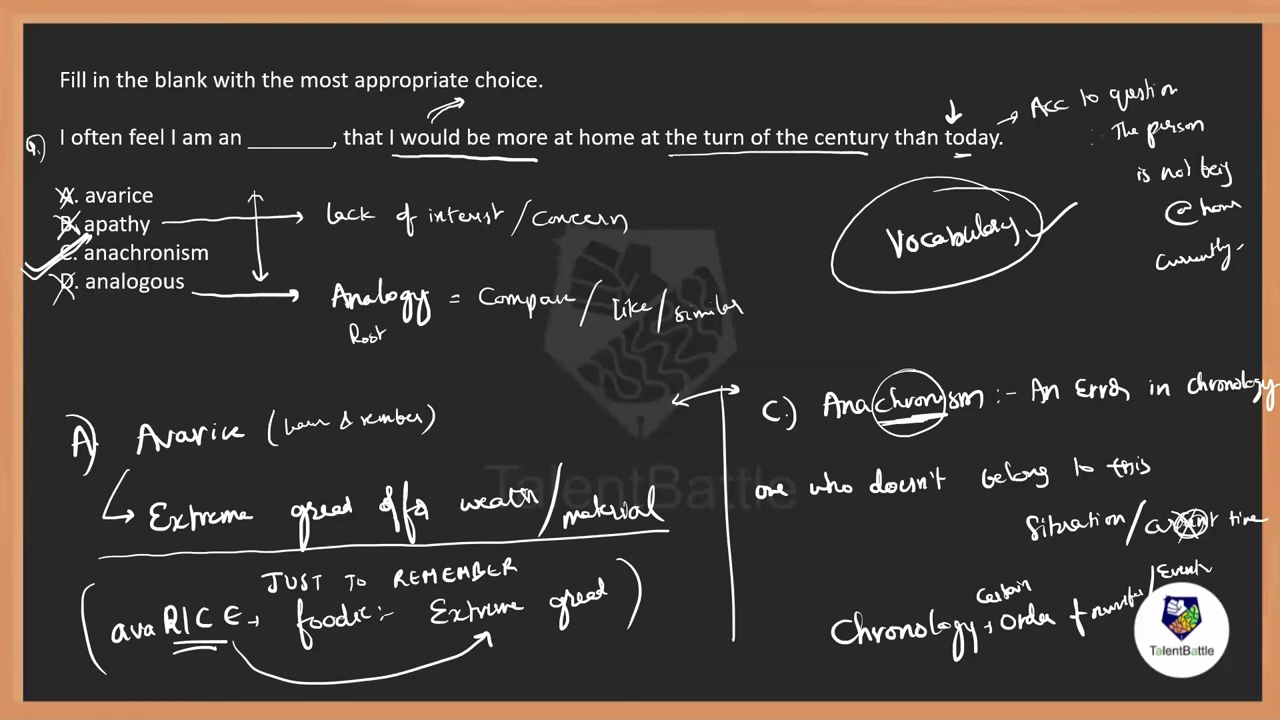 Fill in the blank with the most appropriate choice.
Q.) I often feel I am an ________, that I would be more at home at the turn of the century than today.
A. avarice
B. apathy
C. anachronism
D. analogous
→ Acc to question
∴ The person
is not being
@ home
currently.
Lack of interest / Concern
Vocabulary
Analogy = Compare / like / similar
Root
A) Avarice (learn & remember)
Extreme greed of/for wealth / material
JUST TO REMEMBER
(avaRICE → foodie :- Extreme greed)
C.) Anachronism :- An Error in chronology
one who doesn't belong to this
Situation / current time
Chronology → Order of
Certain
/ Events
TalentBattle
TalentBattle